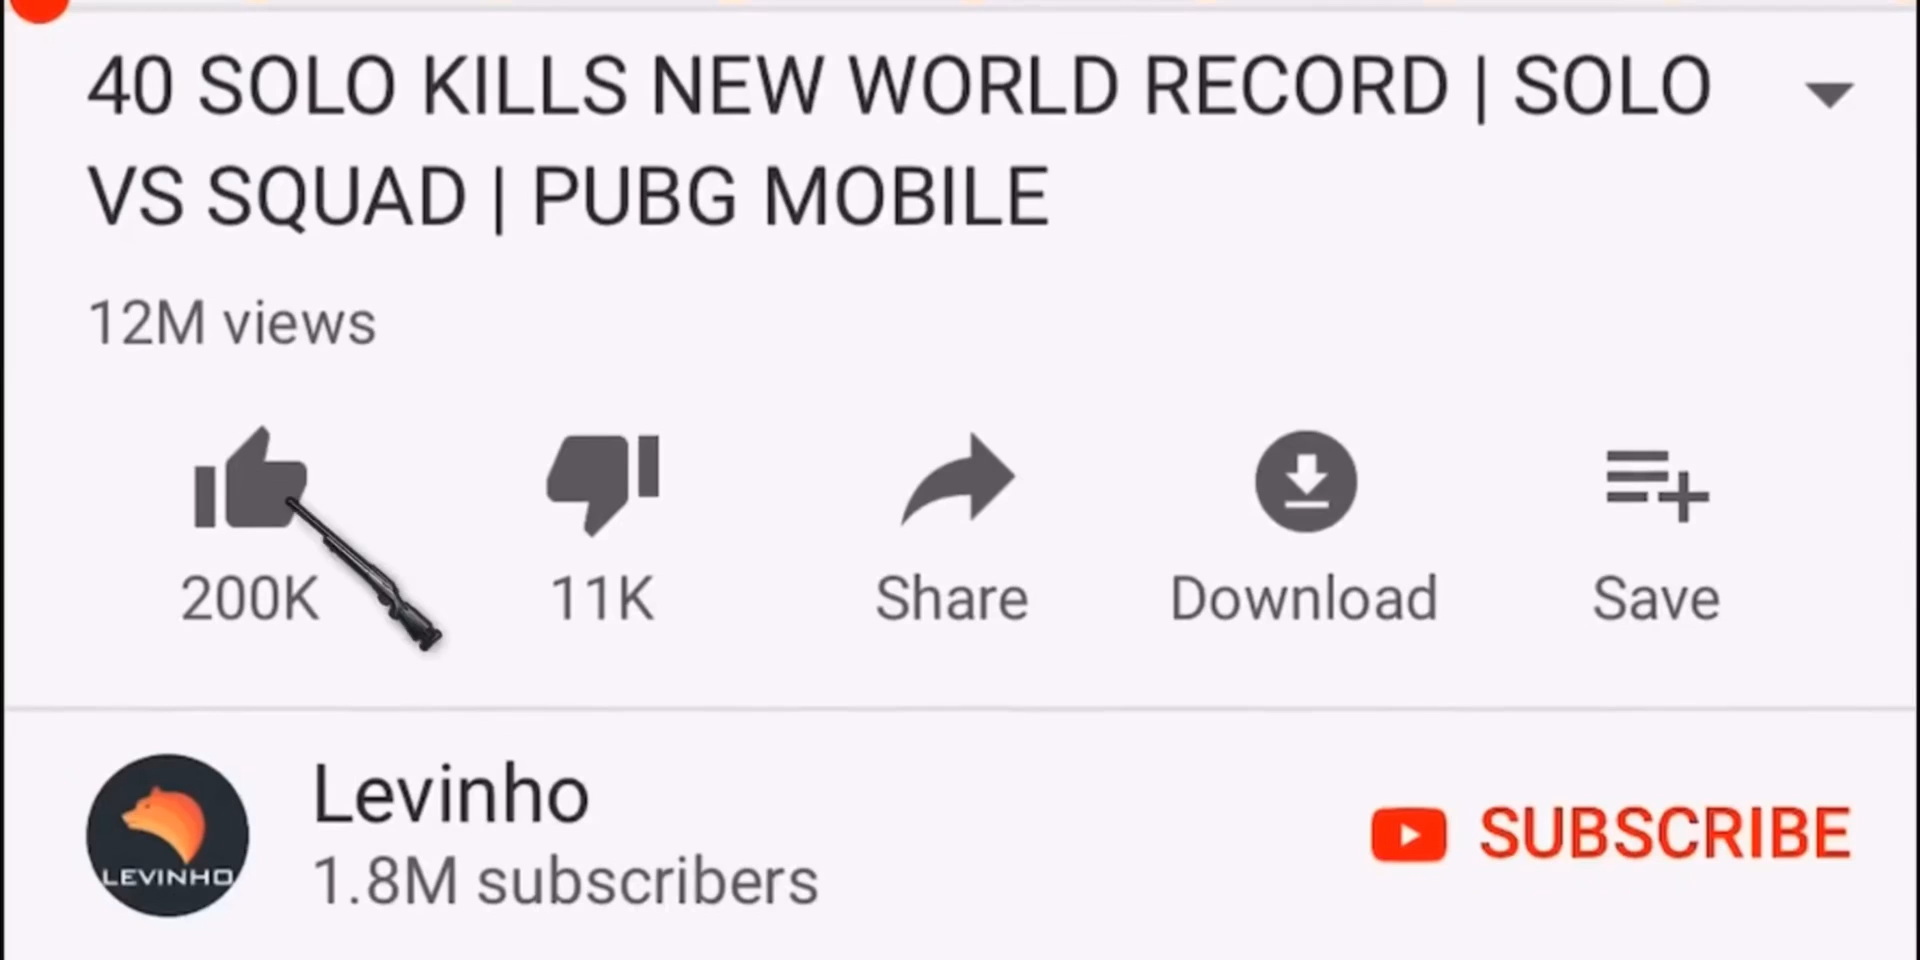 40 SOLO KILLS NEW WORLD RECORD | SOLO
VS SQUAD | PUBG MOBILE
12M views
200K
11K
Share
Download
Save
LEVINHO
Levinho
1.8M subscribers
SUBSCRIBE